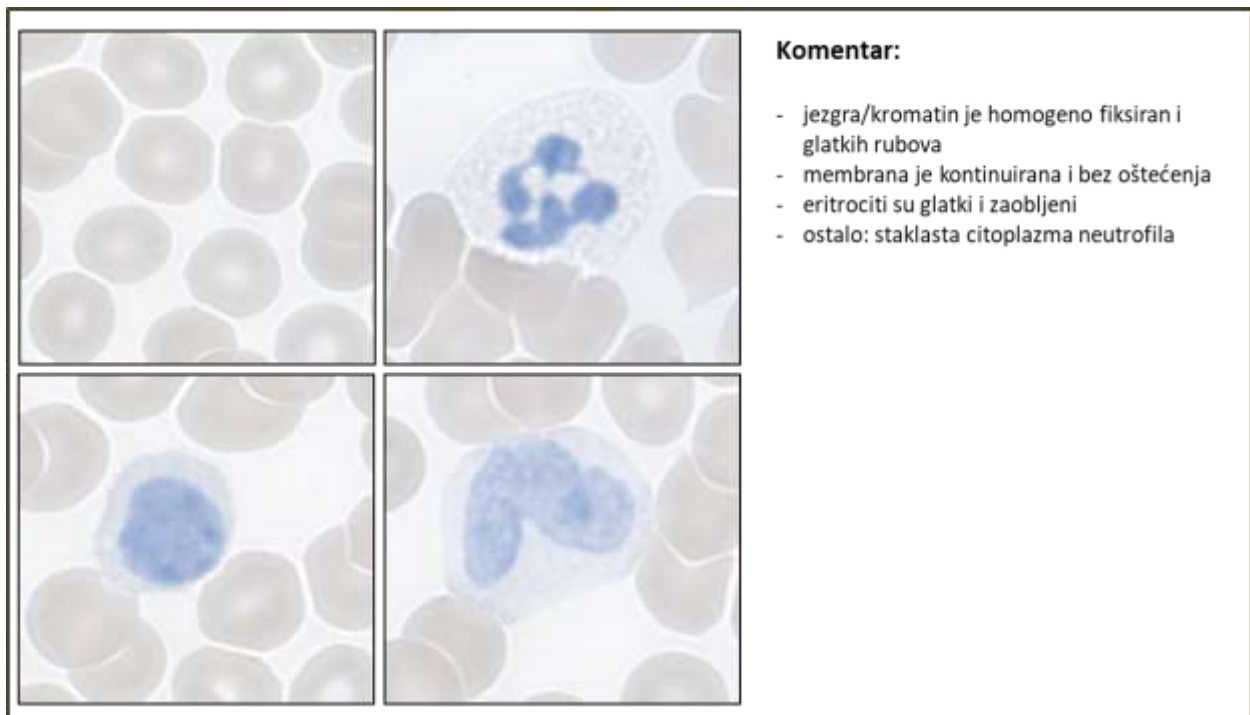 Komentar:
- jezgra/kromatin je homogeno fiksiran i
glatkih rubova
- membrana je kontinuirana i bez oštećenja
- eritrociti su glatki i zaobljeni
- ostalo: staklasta citoplazma neutrofila